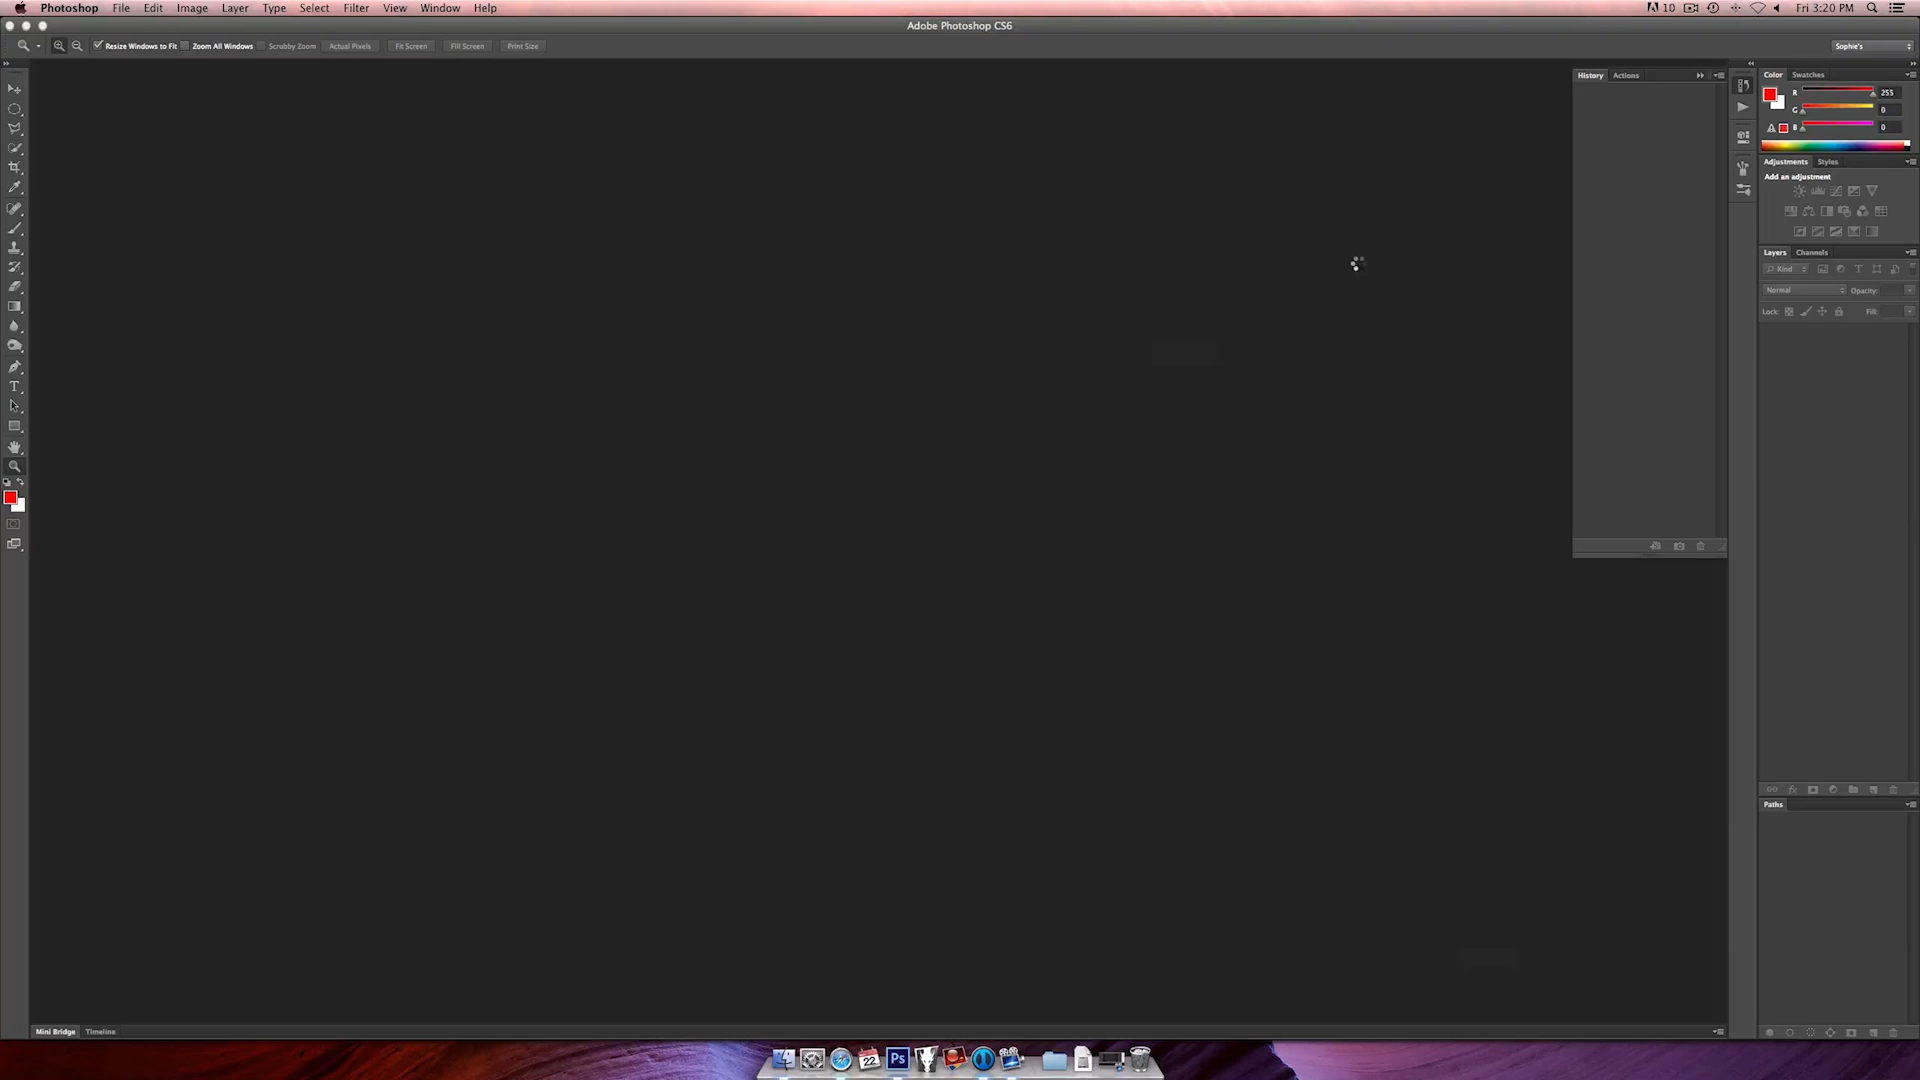 Photoshop File Edit Image Layer Type Select Filter View Window Help 10 Fri 3:20 PM
Adobe Photoshop CS6
Resize Windows to Fit Zoom All Windows Scrubby Zoom Actual Pixels Fit Screen Fill Screen Print Size Sophie's
History Actions Color Swatches
R 255
G 0
B 0
Adjustments Styles
Add an adjustment
Layers Channels
Kind
Normal Opacity:
Lock: Fill:
Paths
Mini Bridge Timeline
22 Ps